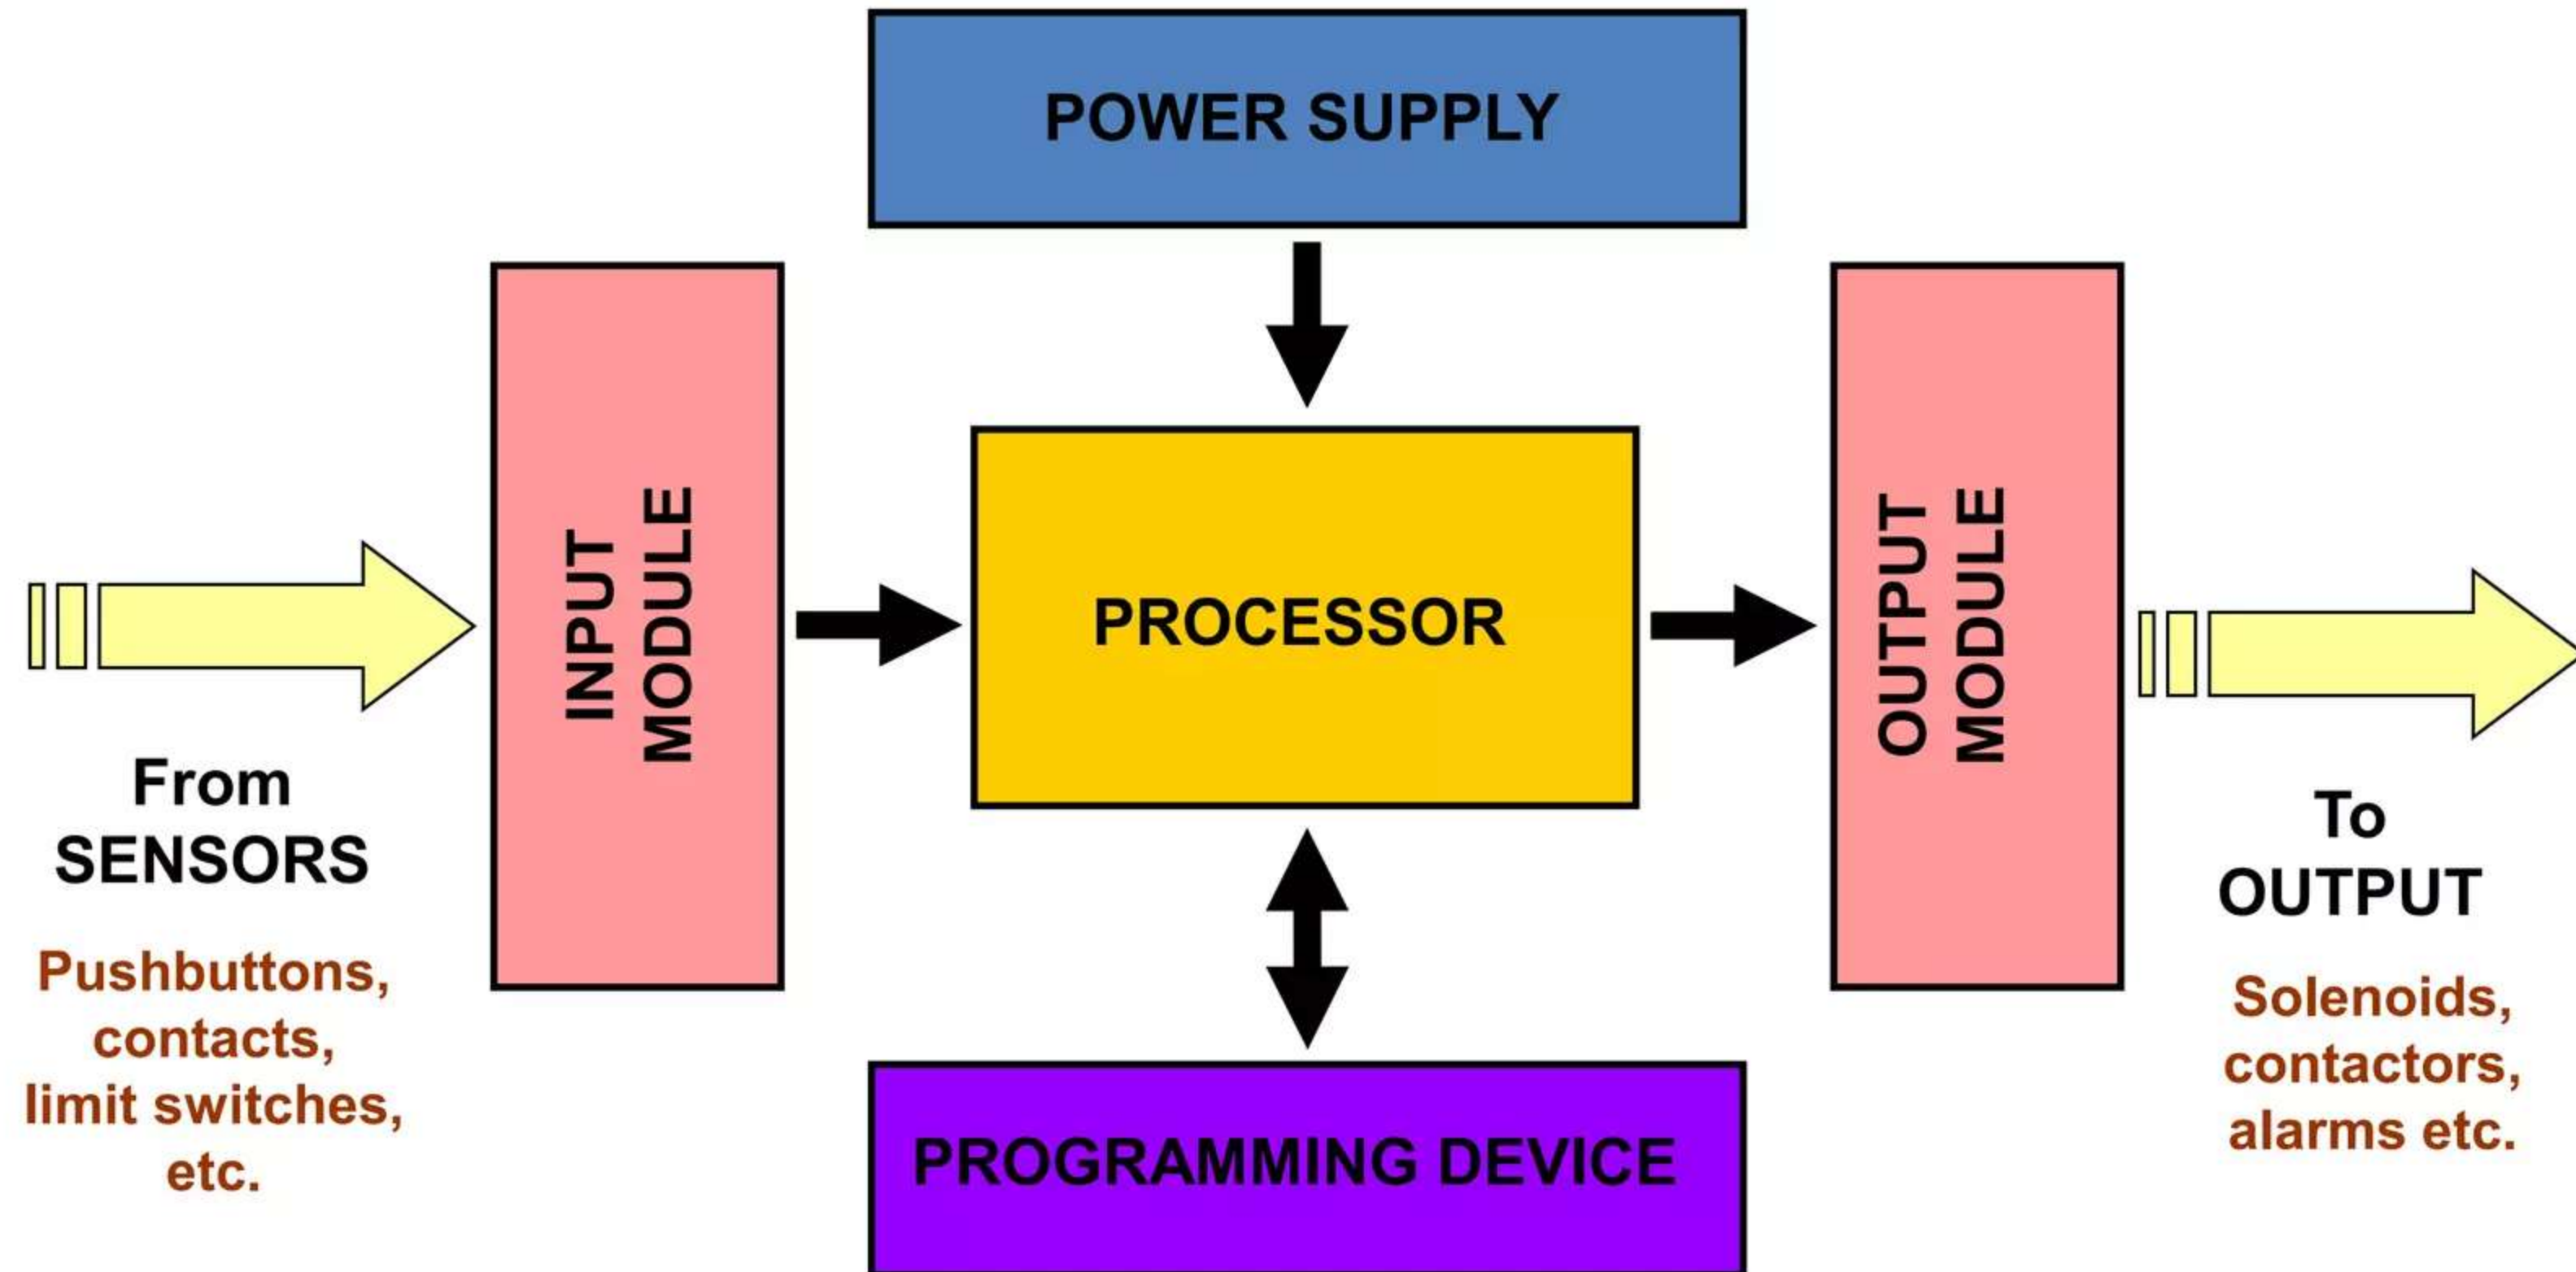 POWER SUPPLY
INPUT
MODULE
PROCESSOR
OUTPUT
MODULE
From
SENSORS
Pushbuttons,
contacts,
limit switches,
etc.
To
OUTPUT
Solenoids,
contactors,
alarms etc.
PROGRAMMING DEVICE